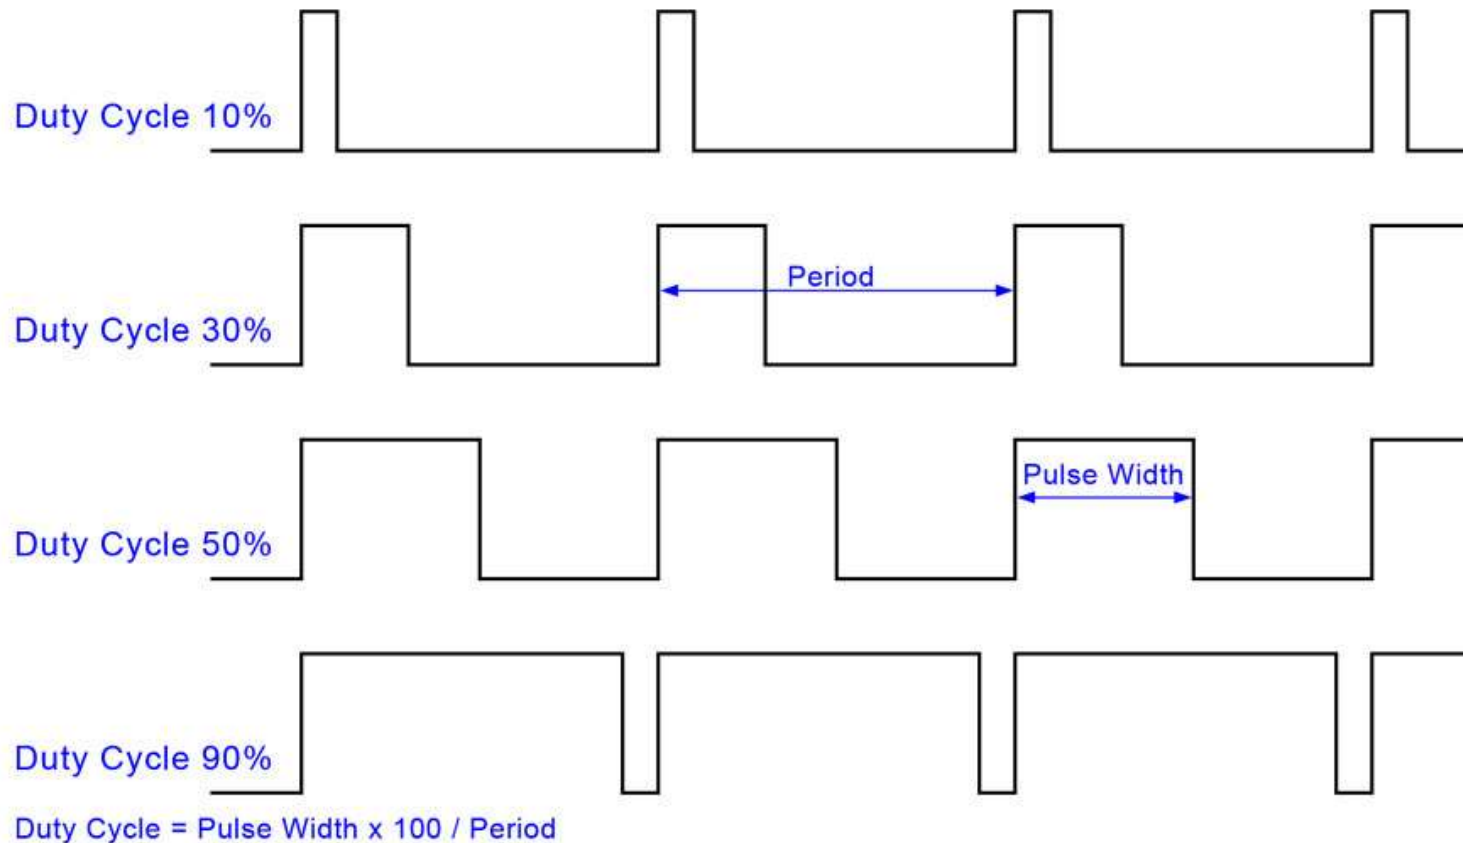 Duty Cycle 10%
Period
Duty Cycle 30%
Pulse Width
Duty Cycle 50%
Duty Cycle 90%
Duty Cycle = Pulse Width x 100 / Period